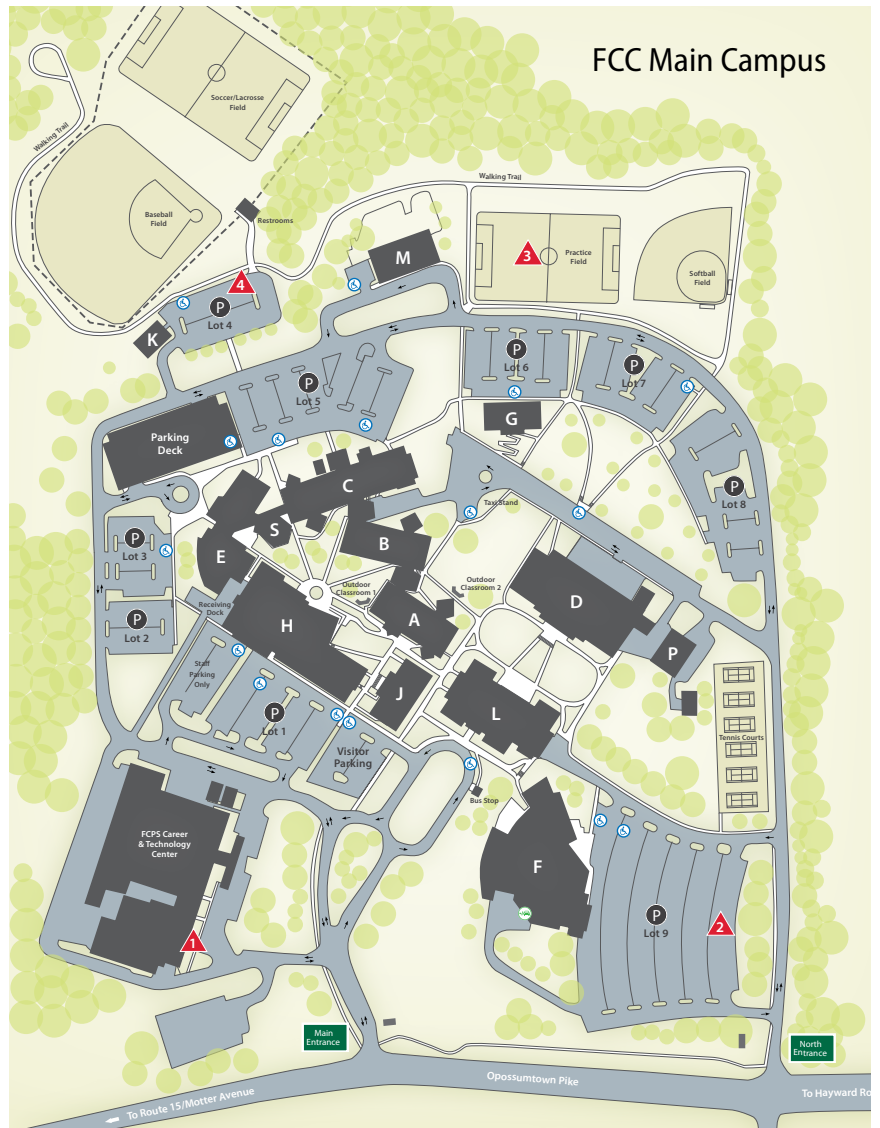 FCC Main Campus
Soccer/Lacrosse
Field
Walking Trail
Walking Trail
Baseball
Field
Restrooms
M
3
Practice
Field
Softball
Field
4
P
Lot 4
K
P
Lot 5
P
Lot 6
P
Lot 7
G
Parking
Deck
C
P
Lot 8
Taxi Stand
S
B
P
Lot 3
E
Outdoor
Classroom 1
Outdoor
Classroom 2
D
Receiving
Dock
A
P
Lot 2
H
P
Staff
Parking
Only
J
L
P
Lot 1
Visitor
Parking
Tennis Courts
Bus Stop
FCPS Career
& Technology
Center
F
P
Lot 9
2
1
Main
Entrance
North
Entrance
Opossumtown Pike
To Route 15/Motter Avenue
To Hayward Ro